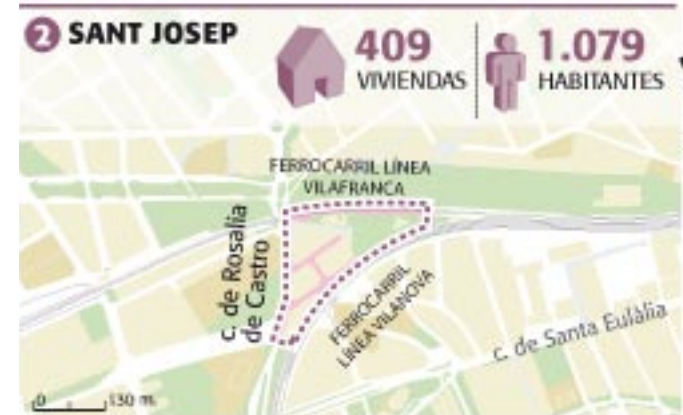 2 SANT JOSEP
409
VIVIENDAS
1.079
HABITANTES
FERROCARRIL LÍNEA
VILAFRANCA
c. de Rosalia
de Castro
FERROCARRIL
LÍNEA VILANOVA
c. de Santa Eulàlia
0 130 m.